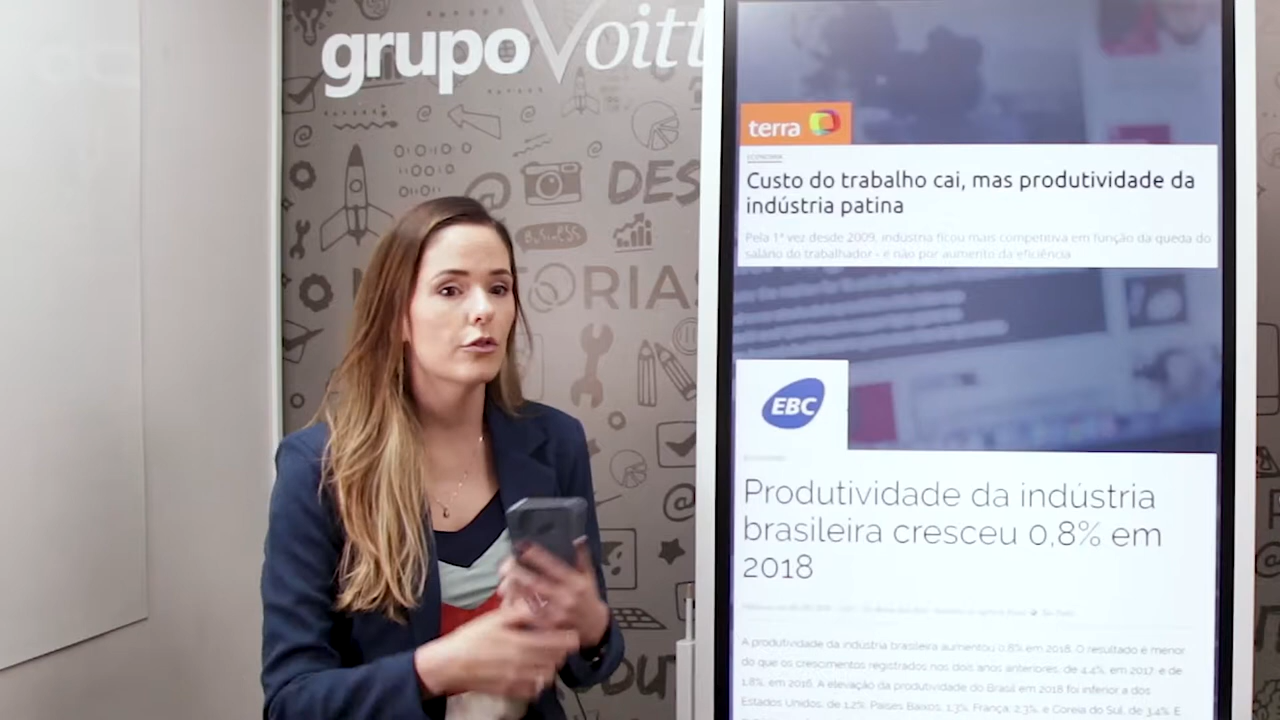 grupoVoitt
DES
BUSINESS
ORIAS
terra
ECONOMIA
Custo do trabalho cai, mas produtividade da
indústria patina
Pela 1ª vez desde 2009, indústria ficou mais competitiva em função da queda do
salário do trabalhador - e não por aumento da eficiência
EBC
Produtividade da indústria
brasileira cresceu 0,8% em
2018
A produtividade da indústria brasileira aumentou 0,8% em 2018. O resultado é menor
do que os crescimentos registrados nos dois anos anteriores, de 4,4%, em 2017, e de
1,8%, em 2016. A elevação da produtividade do Brasil em 2018 foi inferior a dos
Estados Unidos, de 1,2%, Países Baixos, 1,3%, França, 2,3%, e Coreia do Sul, de 3,4%. E